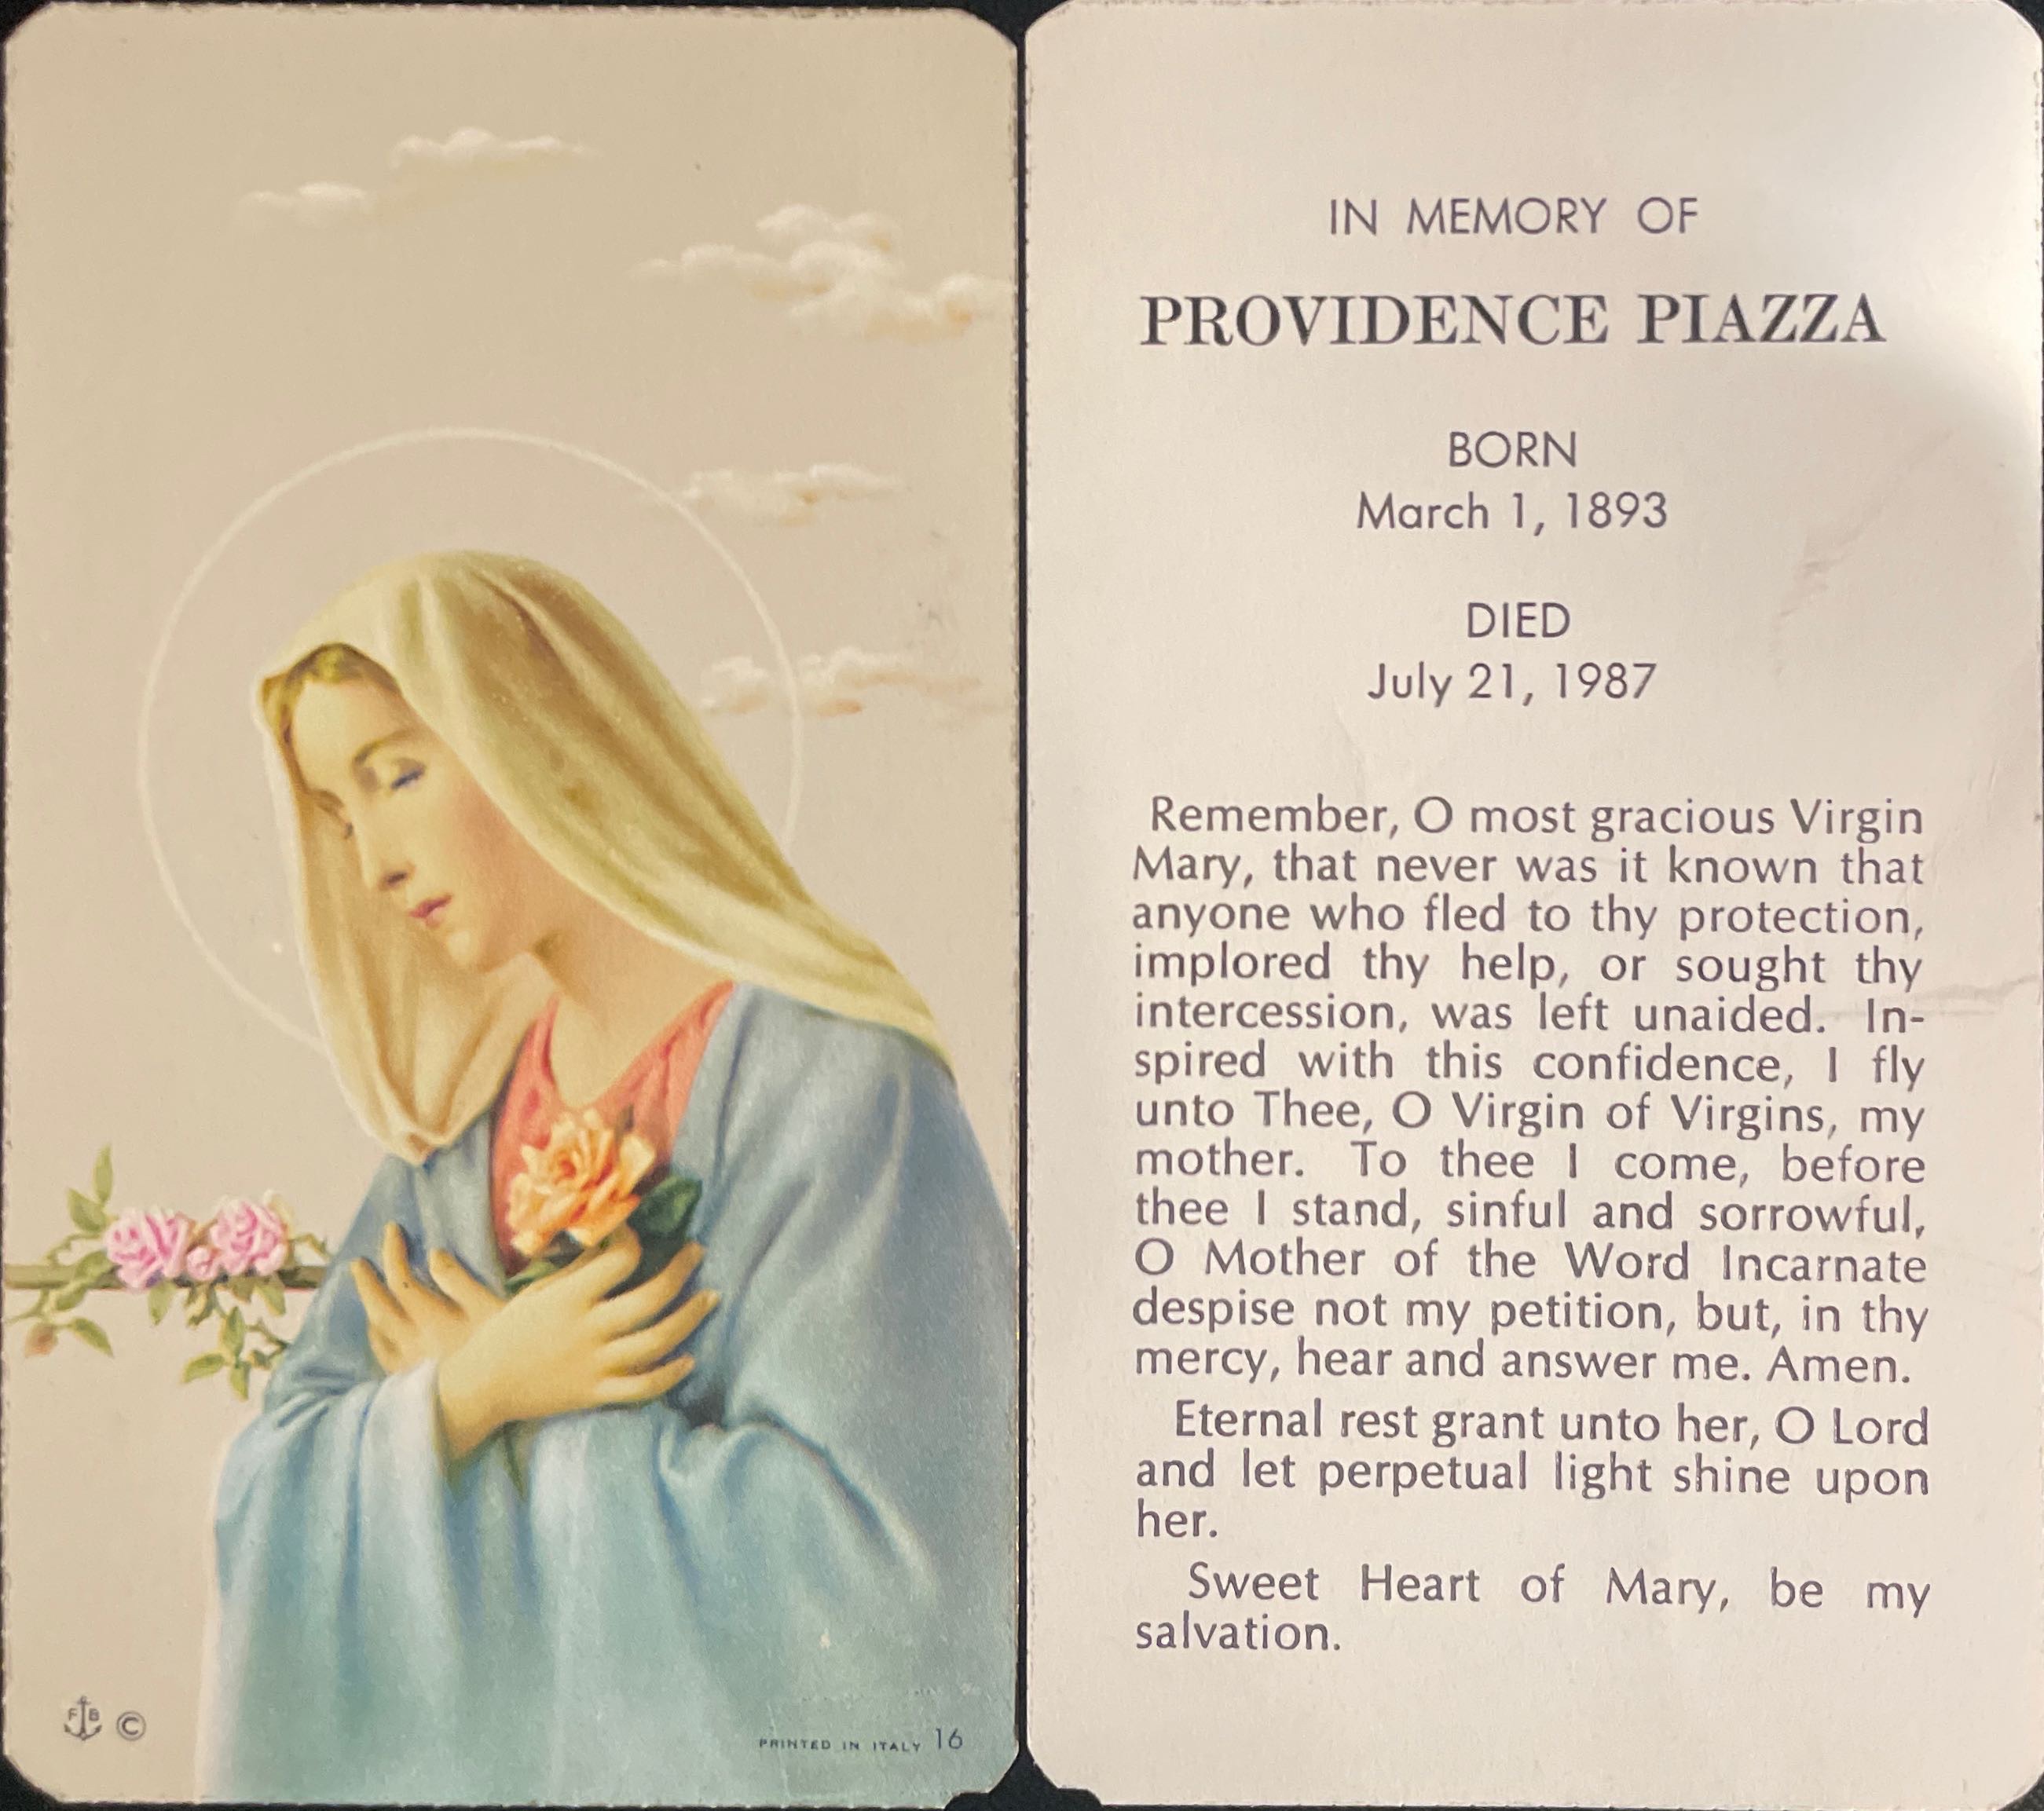 F B ©
PRINTED IN ITALY 16
IN MEMORY OF
PROVIDENCE PIAZZA
BORN
March 1, 1893
DIED
July 21, 1987
Remember, O most gracious Virgin
Mary, that never was it known that
anyone who fled to thy protection,
implored thy help, or sought thy
intercession, was left unaided. In-
spired with this confidence, I fly
unto Thee, O Virgin of Virgins, my
mother. To thee I come, before
thee I stand, sinful and sorrowful,
O Mother of the Word Incarnate
despise not my petition, but, in thy
mercy, hear and answer me. Amen.
Eternal rest grant unto her, O Lord
and let perpetual light shine upon
her.
Sweet Heart of Mary, be my
salvation.